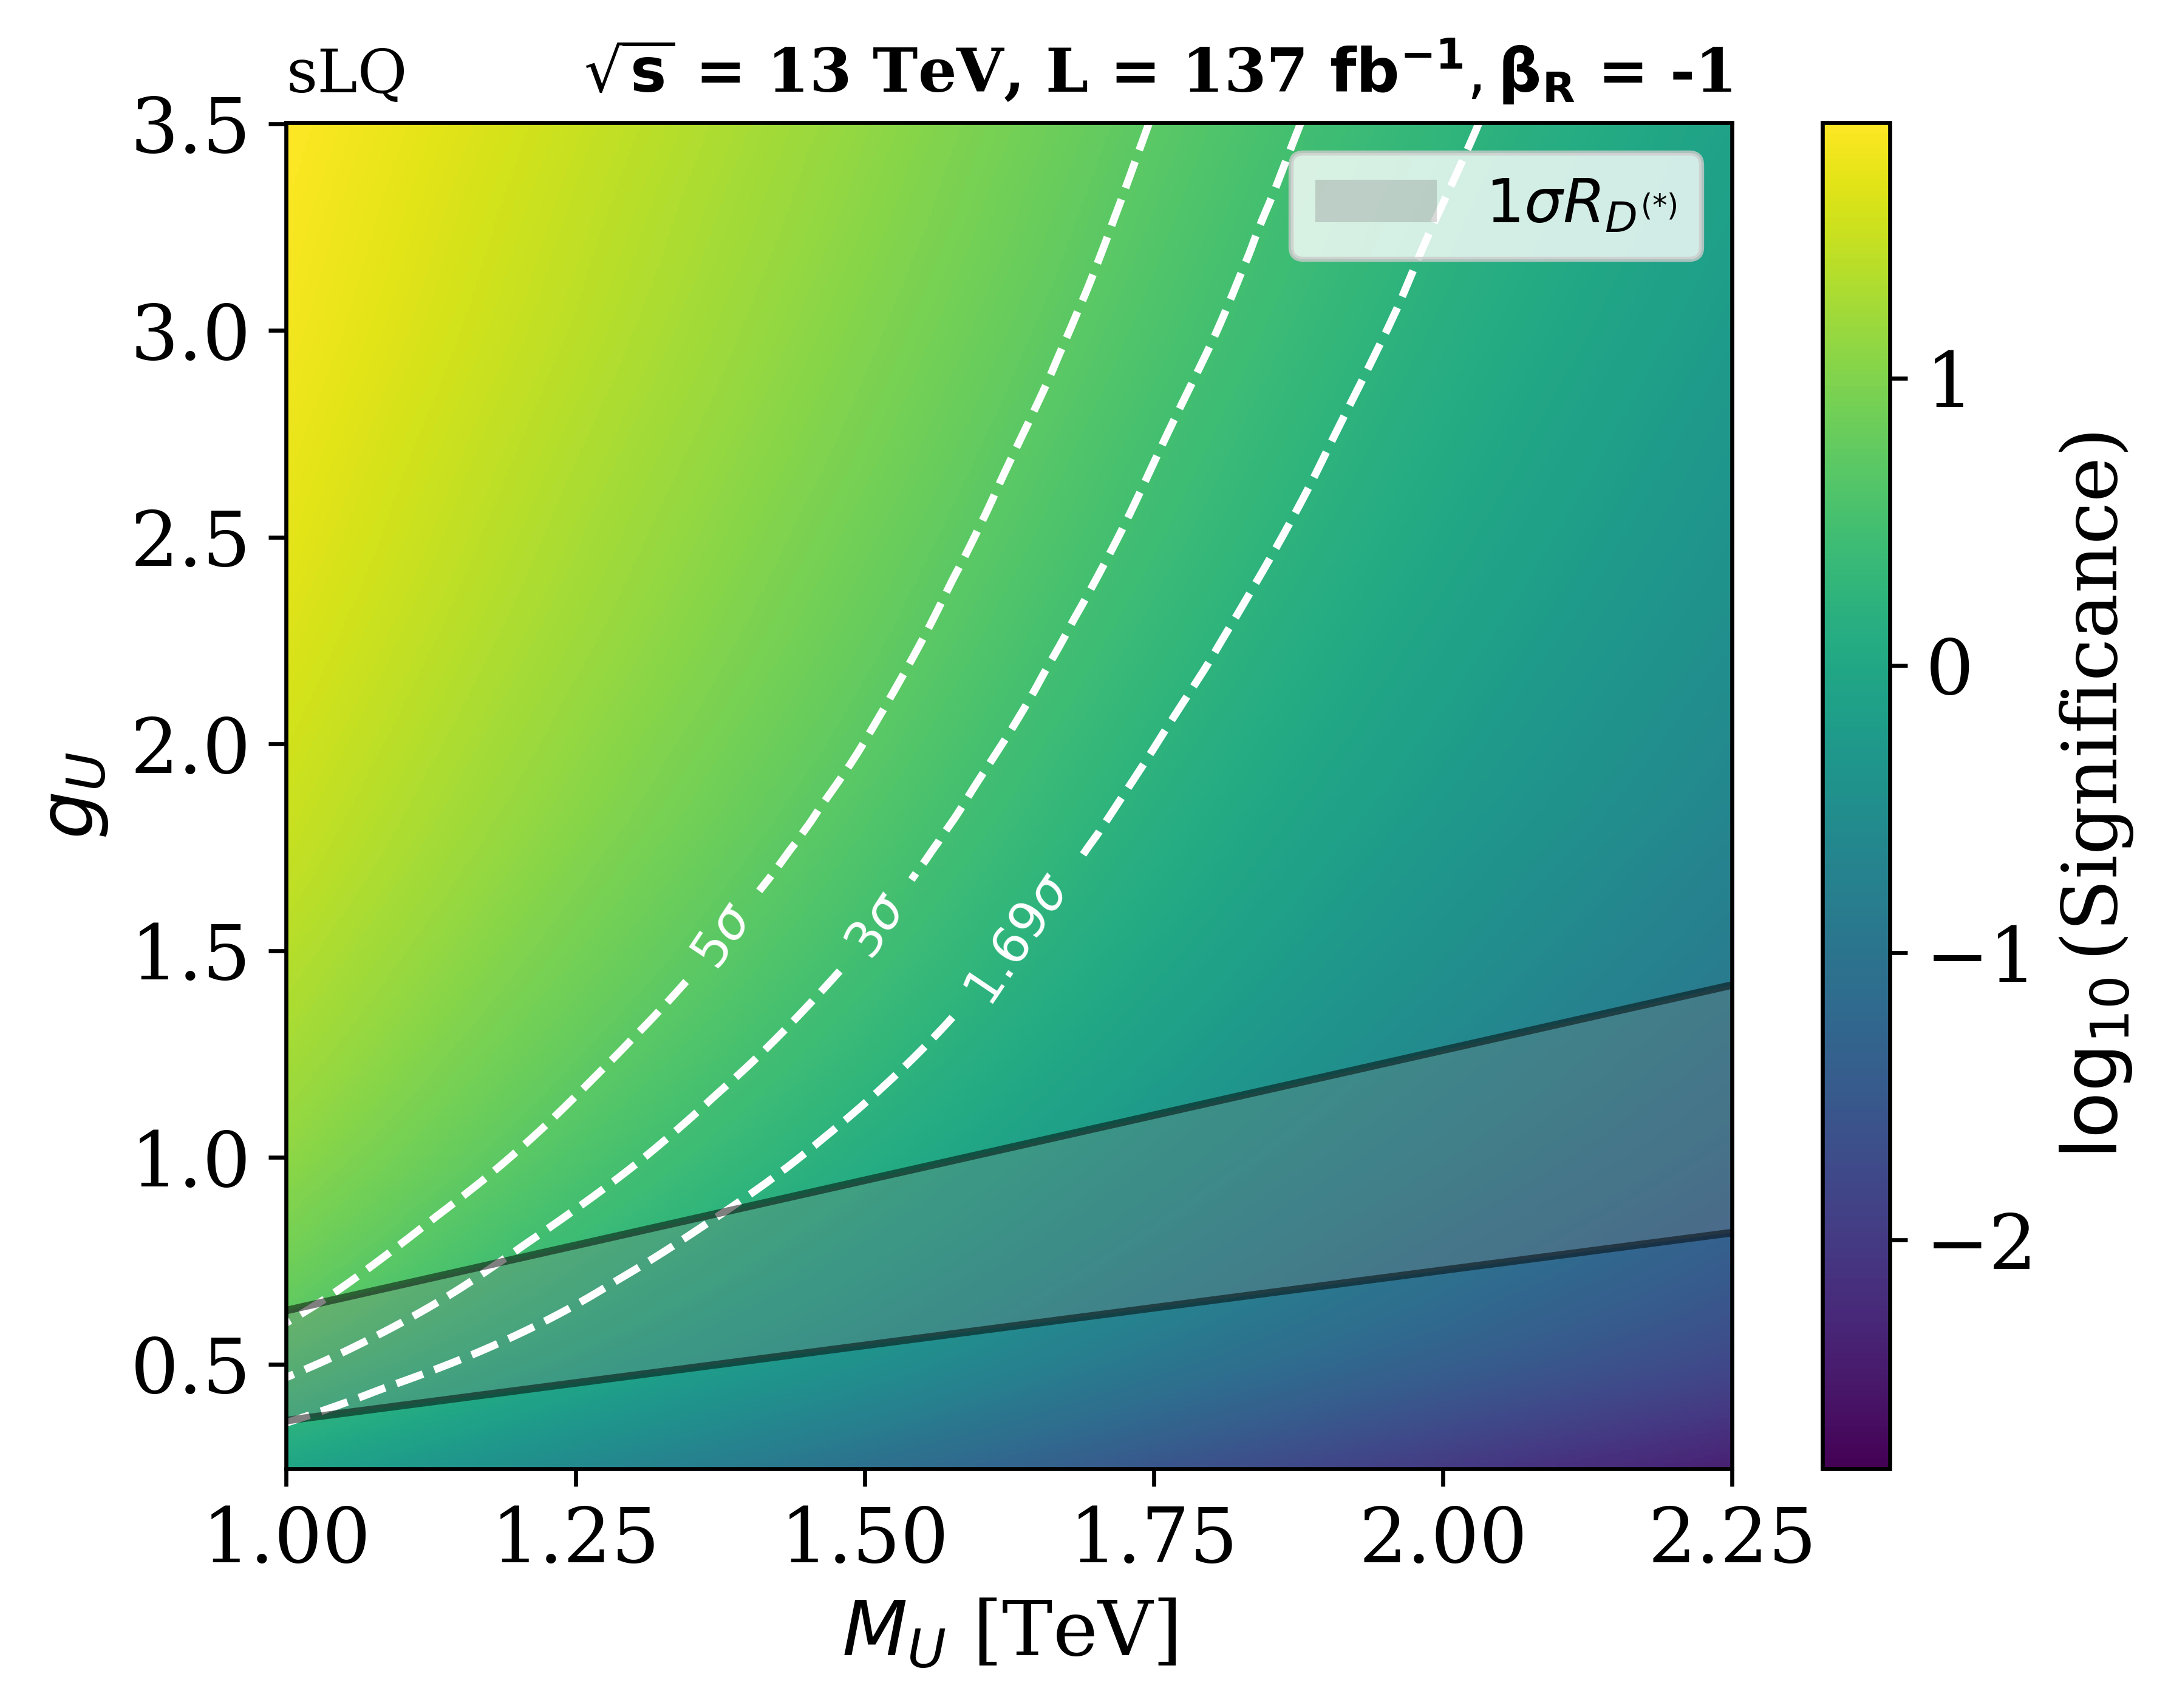 sLQ √s = 13 TeV, L = 137 fb⁻¹, βR = -1
3.5
3.0
2.5
2.0
1.5
1.0
0.5
gU
1σRD(*)
5σ
3σ
1.69σ
1.00 1.25 1.50 1.75 2.00 2.25
MU [TeV]
1
0
−1
−2
log10 (Significance)